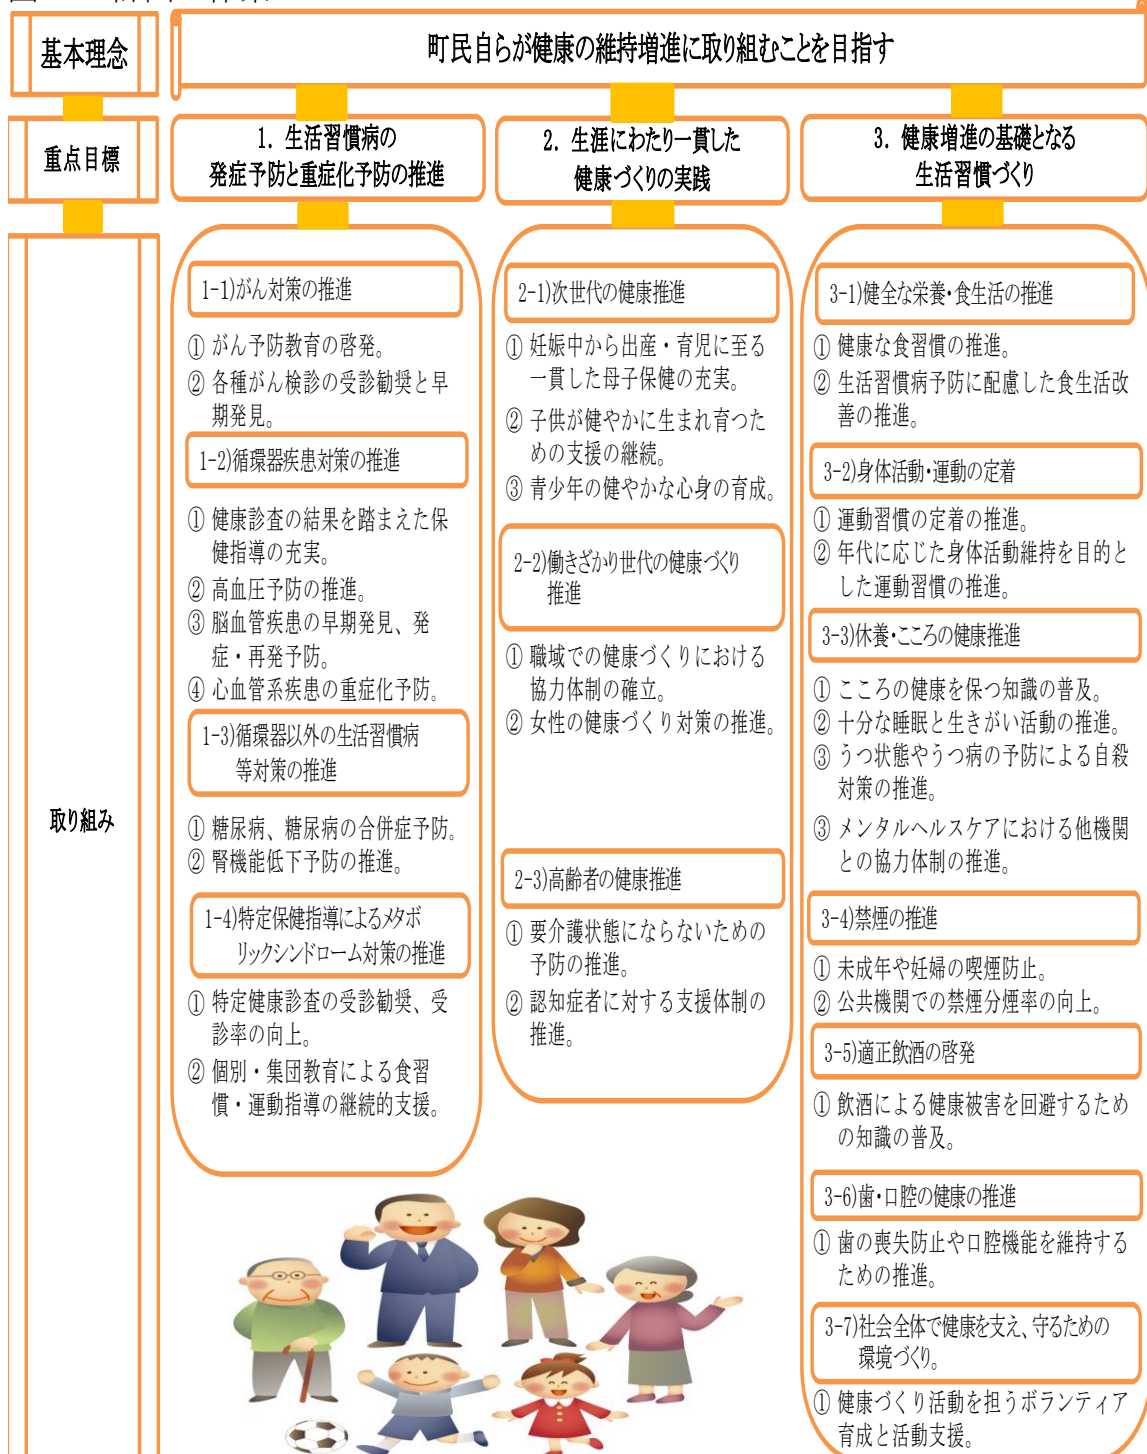 基本理念
町民自らが健康の維持増進に取り組むことを目指す
重点目標
1. 生活習慣病の
発症予防と重症化予防の推進
2. 生涯にわたり一貫した
健康づくりの実践
3. 健康増進の基礎となる
生活習慣づくり
取り組み
1-1)がん対策の推進
① がん予防教育の啓発。
② 各種がん検診の受診勧奨と早
期発見。
1-2)循環器疾患対策の推進
① 健康診査の結果を踏まえた保
健指導の充実。
② 高血圧予防の推進。
③ 脳血管疾患の早期発見、発
症・再発予防。
④ 心血管系疾患の重症化予防。
1-3)循環器以外の生活習慣病
等対策の推進
① 糖尿病、糖尿病の合併症予防。
② 腎機能低下予防の推進。
1-4)特定保健指導によるメタボ
リックシンドローム対策の推進
① 特定健康診査の受診勧奨、受
診率の向上。
② 個別・集団教育による食習
慣・運動指導の継続的支援。
2-1)次世代の健康推進
① 妊娠中から出産・育児に至る
一貫した母子保健の充実。
② 子供が健やかに生まれ育つた
めの支援の継続。
③ 青少年の健やかな心身の育成。
2-2)働きざかり世代の健康づくり
推進
① 職域での健康づくりにおける
協力体制の確立。
② 女性の健康づくり対策の推進。
2-3)高齢者の健康推進
① 要介護状態にならないための
予防の推進。
② 認知症者に対する支援体制の
推進。
3-1)健全な栄養・食生活の推進
① 健康な食習慣の推進。
② 生活習慣病予防に配慮した食生活改
善の推進。
3-2)身体活動・運動の定着
① 運動習慣の定着の推進。
② 年代に応じた身体活動維持を目的と
した運動習慣の推進。
3-3)休養・こころの健康推進
① こころの健康を保つ知識の普及。
② 十分な睡眠と生きがい活動の推進。
③ うつ状態やうつ病の予防による自殺
対策の推進。
③ メンタルヘルスケアにおける他機関
との協力体制の推進。
3-4)禁煙の推進
① 未成年や妊婦の喫煙防止。
② 公共機関での禁煙分煙率の向上。
3-5)適正飲酒の啓発
① 飲酒による健康被害を回避するため
の知識の普及。
3-6)歯・口腔の健康の推進
① 歯の喪失防止や口腔機能を維持する
ための推進。
3-7)社会全体で健康を支え、守るための
環境づくり。
① 健康づくり活動を担うボランティア
育成と活動支援。